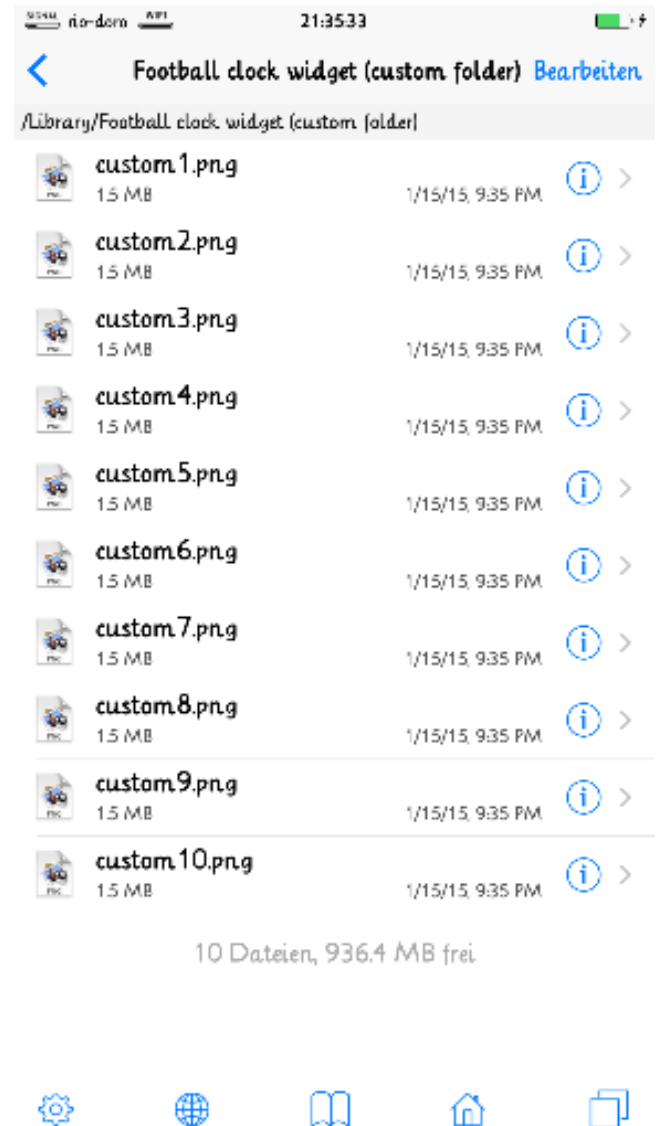 SIGNAL rio-doro WIFI 21:35:33
Football clock widget (custom folder) Bearbeiten
/Library/Football clock widget (custom folder)
custom1.png
1.5 MB 1/15/15, 9:35 PM
custom2.png
1.5 MB 1/15/15, 9:35 PM
custom3.png
1.5 MB 1/15/15, 9:35 PM
custom4.png
1.5 MB 1/15/15, 9:35 PM
custom5.png
1.5 MB 1/15/15, 9:35 PM
custom6.png
1.5 MB 1/15/15, 9:35 PM
custom7.png
1.5 MB 1/15/15, 9:35 PM
custom8.png
1.5 MB 1/15/15, 9:35 PM
custom9.png
1.5 MB 1/15/15, 9:35 PM
custom10.png
1.5 MB 1/15/15, 9:35 PM
10 Dateien, 936.4 MB frei